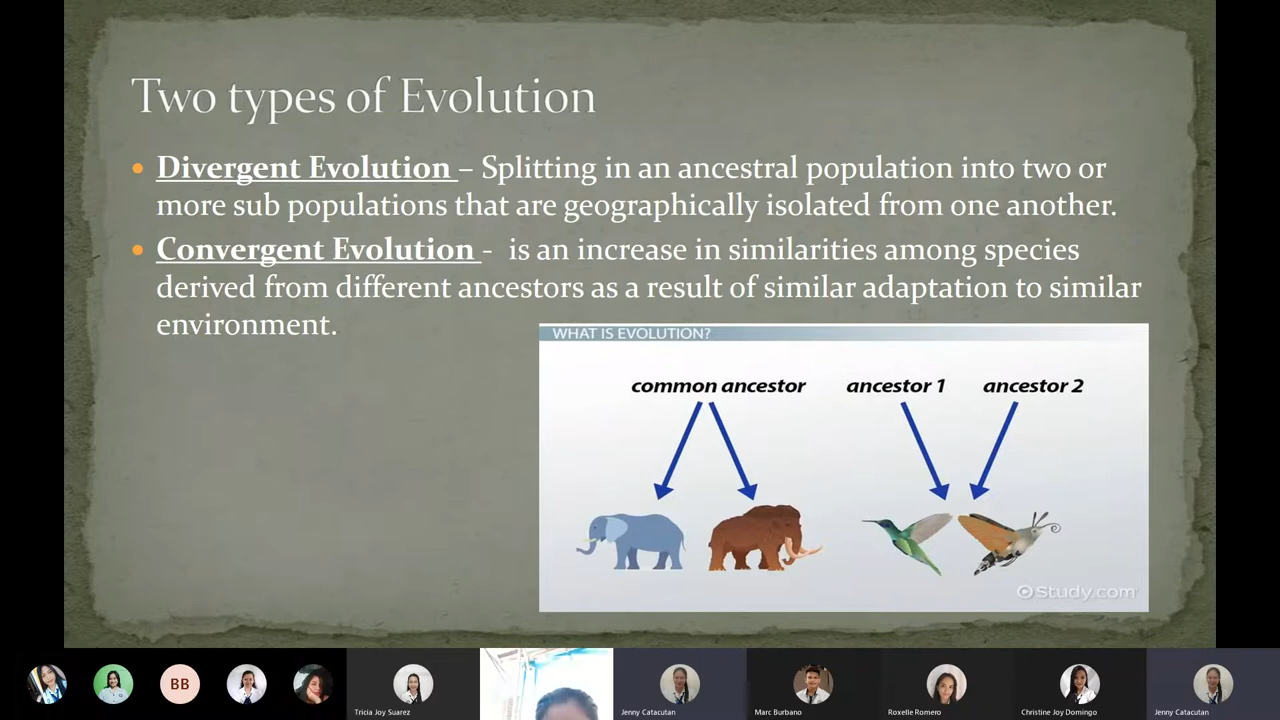 Two types of Evolution
Divergent Evolution – Splitting in an ancestral population into two or
more sub populations that are geographically isolated from one another.
Convergent Evolution - is an increase in similarities among species
derived from different ancestors as a result of similar adaptation to similar
environment.
WHAT IS EVOLUTION?
common ancestor ancestor 1 ancestor 2
Study.com
BB
Tricia Joy Suarez Jenny Catacutan Marc Burbano Roxelle Romero Christine Joy Domingo Jenny Catacutan